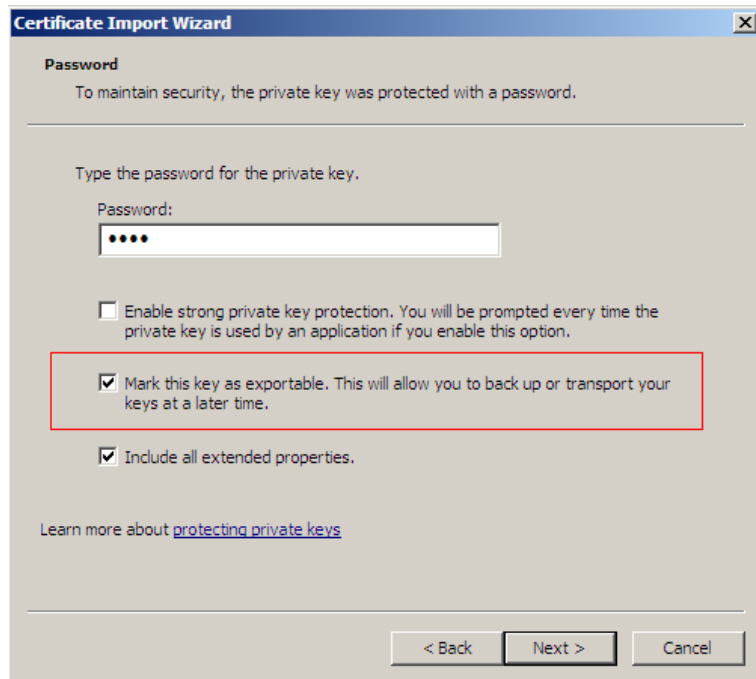 Certificate Import Wizard
Password
To maintain security, the private key was protected with a password.
Type the password for the private key.
Password:
••••
Enable strong private key protection. You will be prompted every time the
private key is used by an application if you enable this option.
Mark this key as exportable. This will allow you to back up or transport your
keys at a later time.
Include all extended properties.
Learn more about protecting private keys
< Back Next > Cancel